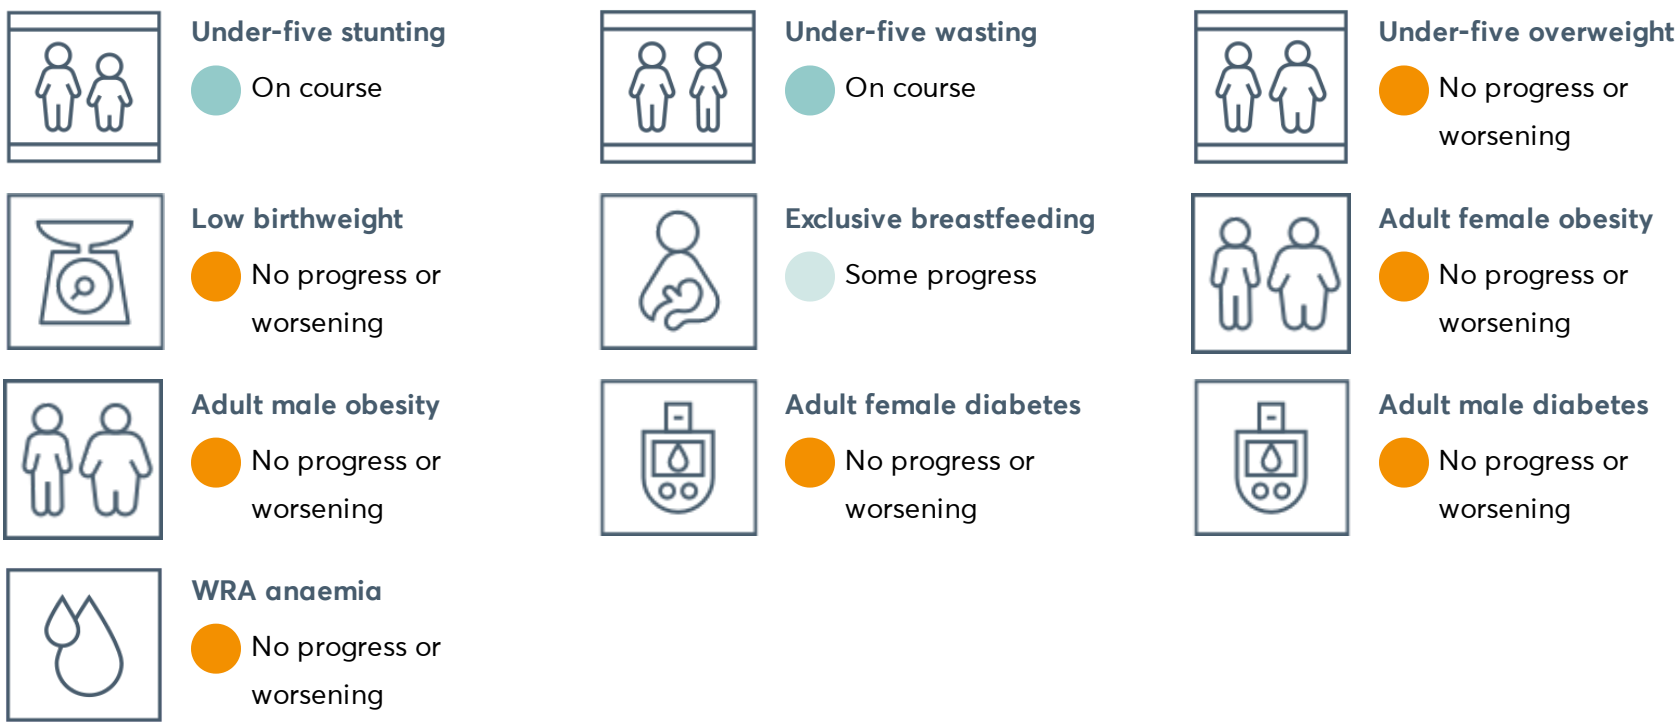 Under-five stunting
On course
Under-five wasting
On course
Under-five overweight
No progress or
worsening
Low birthweight
No progress or
worsening
Exclusive breastfeeding
Some progress
Adult female obesity
No progress or
worsening
Adult male obesity
No progress or
worsening
Adult female diabetes
No progress or
worsening
Adult male diabetes
No progress or
worsening
WRA anaemia
No progress or
worsening